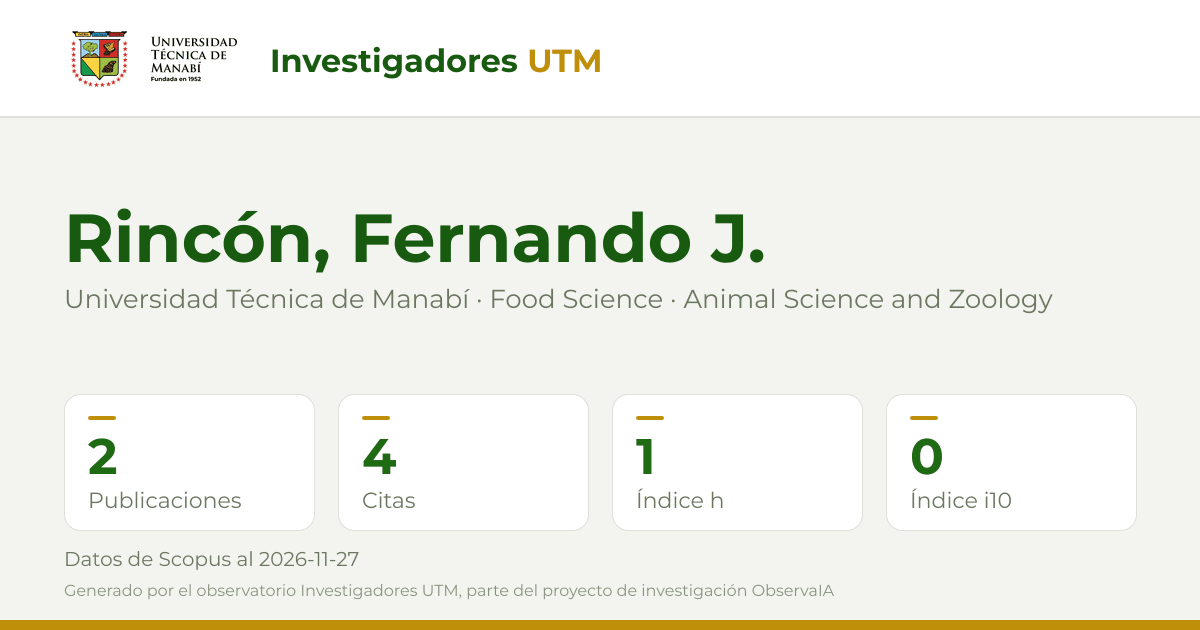 UNIVERSIDAD
TÉCNICA DE
MANABÍ
Fundada en 1952
Investigadores UTM
Rincón, Fernando J.
Universidad Técnica de Manabí · Food Science · Animal Science and Zoology
2
Publicaciones
4
Citas
1
Índice h
0
Índice i10
Datos de Scopus al 2026-11-27
Generado por el observatorio Investigadores UTM, parte del proyecto de investigación ObservaIA